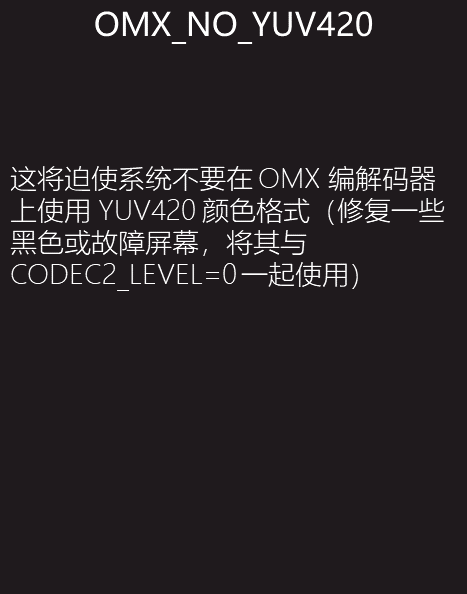 OMX_NO_YUV420
这将迫使系统不要在 OMX 编解码器
上使用 YUV420 颜色格式（修复一些
黑色或故障屏幕，将其与
CODEC2_LEVEL=0 一起使用）